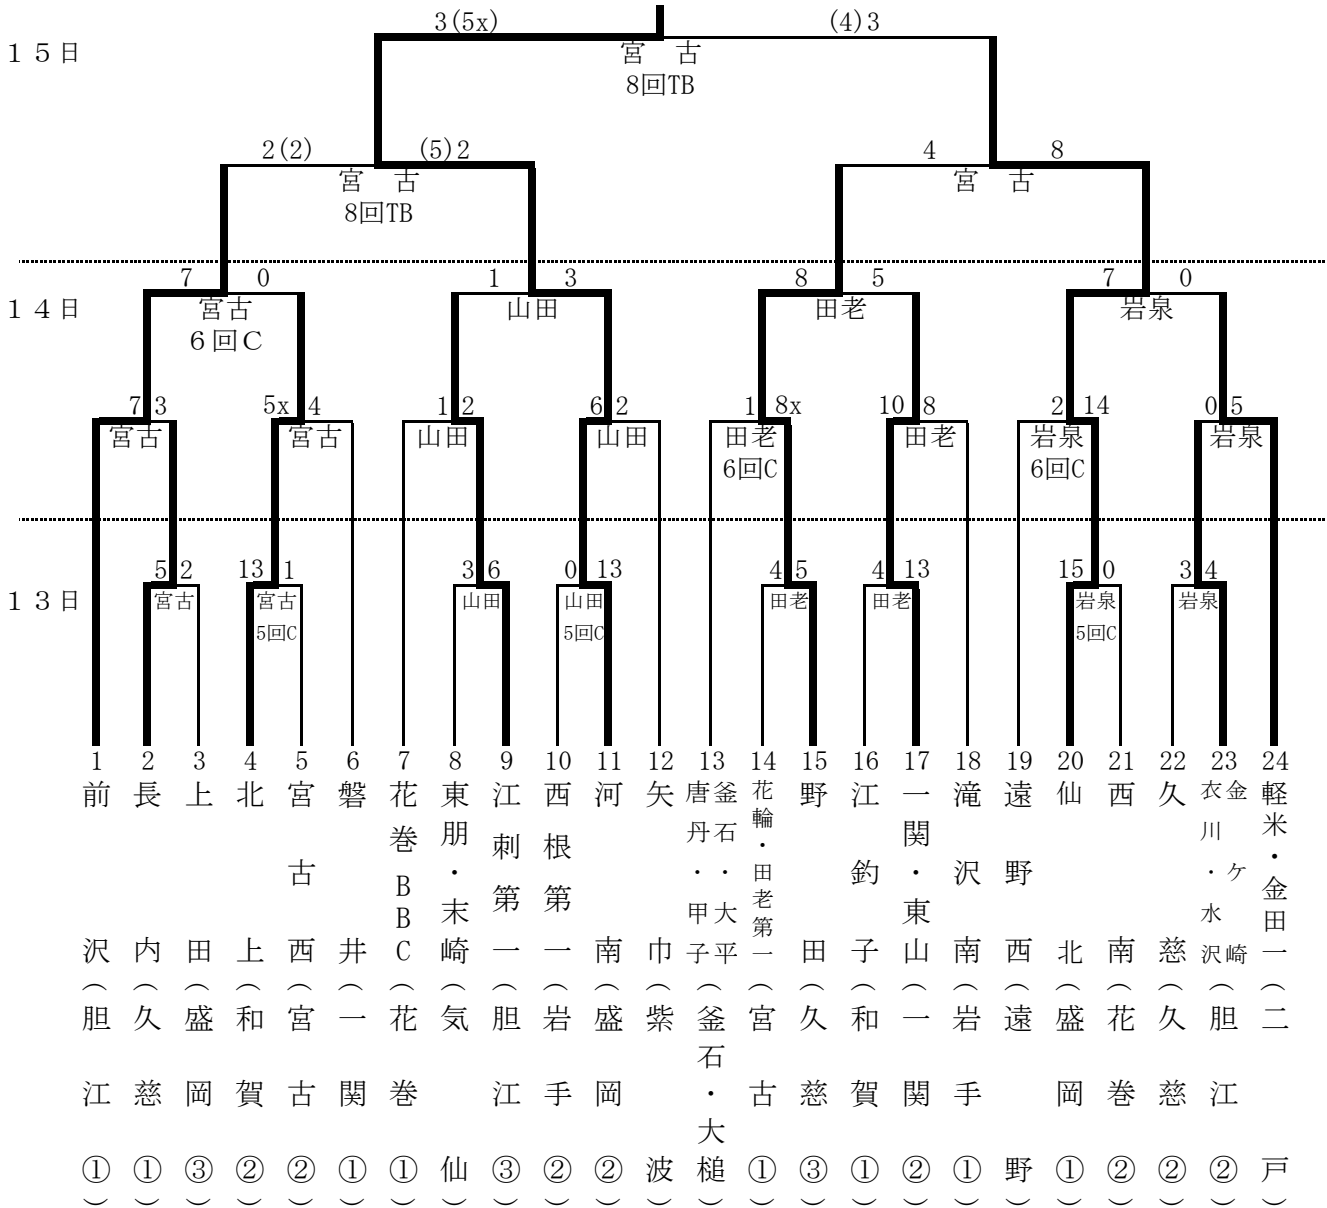 3(5x) (4)3
15日
宮 古
8回TB
2(2) (5)2 4 8
宮 古 宮 古
8回TB
7 0 1 3 8 5 7 0
14日
宮古 山田 田老 岩泉
6回C
7 3 5x 4 1 2 6 2 1 8x 10 8 2 14 0 5
宮古 宮古 山田 山田 田老 田老 岩泉 岩泉
6回C 6回C
5 2 13 1 3 6 0 13 4 5 4 13 15 0 3 4
13日
宮古 宮古 山田 山田 田老 田老 岩泉 岩泉
5回C 5回C 5回C
1 前沢(胆江①)
2 長内(久慈①)
3 上田(盛岡③)
4 北上(和賀②)
5 宮古西(宮古②)
6 磐井(一関①)
7 花巻BBC(花巻①)
8 東朋・末崎(気仙)
9 江刺第一(胆江③)
10 西根第一(岩手②)
11 河南(盛岡②)
12 矢巾(紫波)
13 釜石・大平 唐丹・甲子(釜石・大槌)
14 花輪・田老第一(宮古①)
15 野田(久慈③)
16 江釣子(和賀①)
17 一関・東山(一関②)
18 滝沢南(岩手①)
19 遠野西(遠野)
20 仙北(盛岡①)
21 西南(花巻②)
22 久慈(久慈②)
23 金ケ崎 衣川・水沢(胆江②)
24 軽米・金田一(二戸)